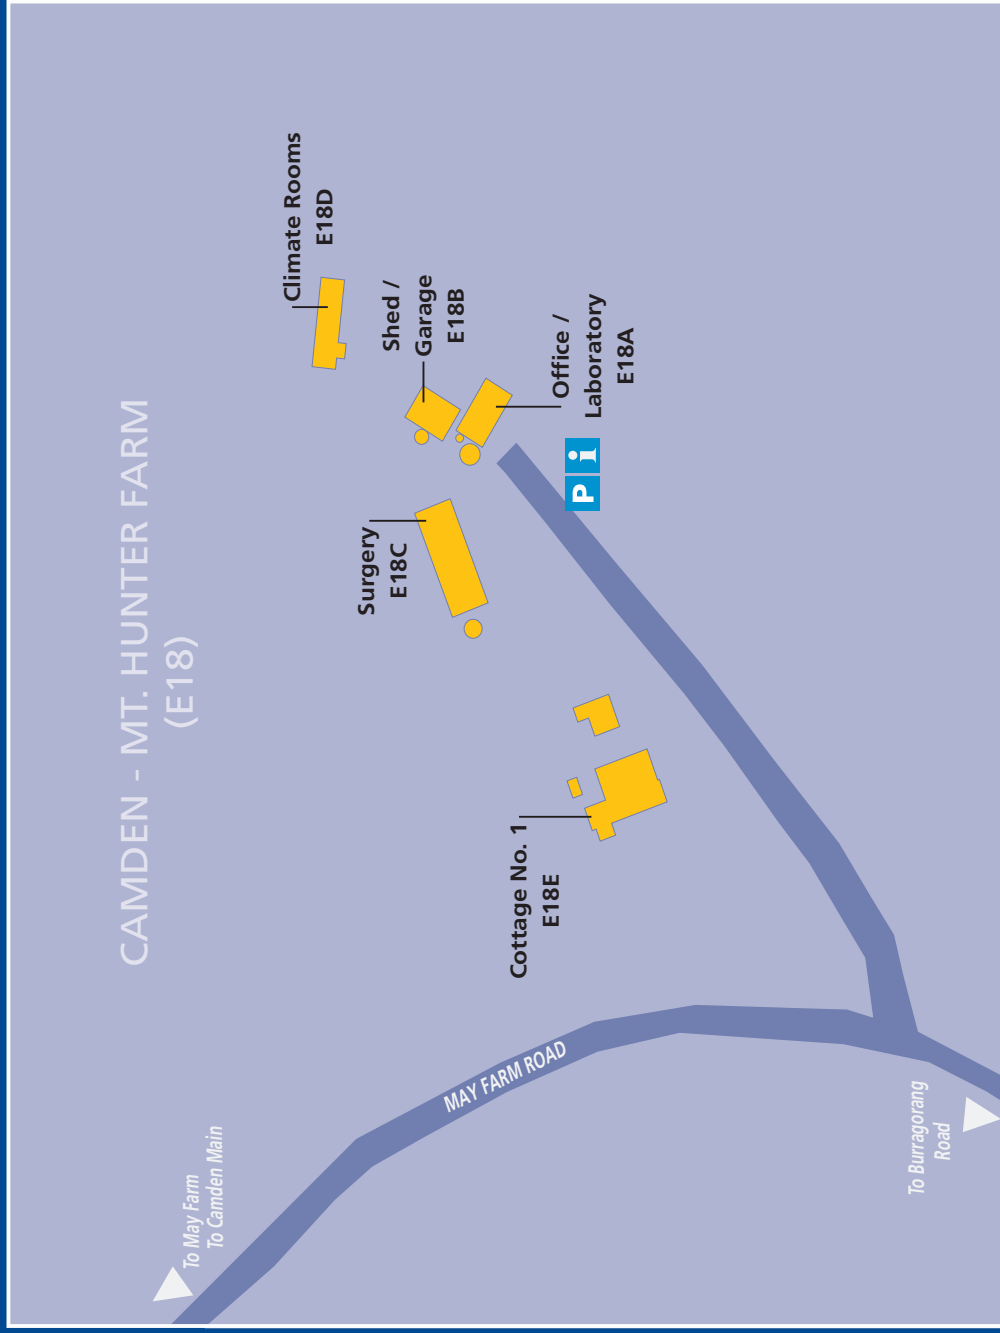 CAMDEN - MT. HUNTER FARM
(E18)
Climate Rooms
E18D
Shed /
Garage
E18B
Office /
Laboratory
E18A
P i
Surgery
E18C
Cottage No. 1
E18E
MAY FARM ROAD
To May Farm
To Camden Main
To Burragorang
Road